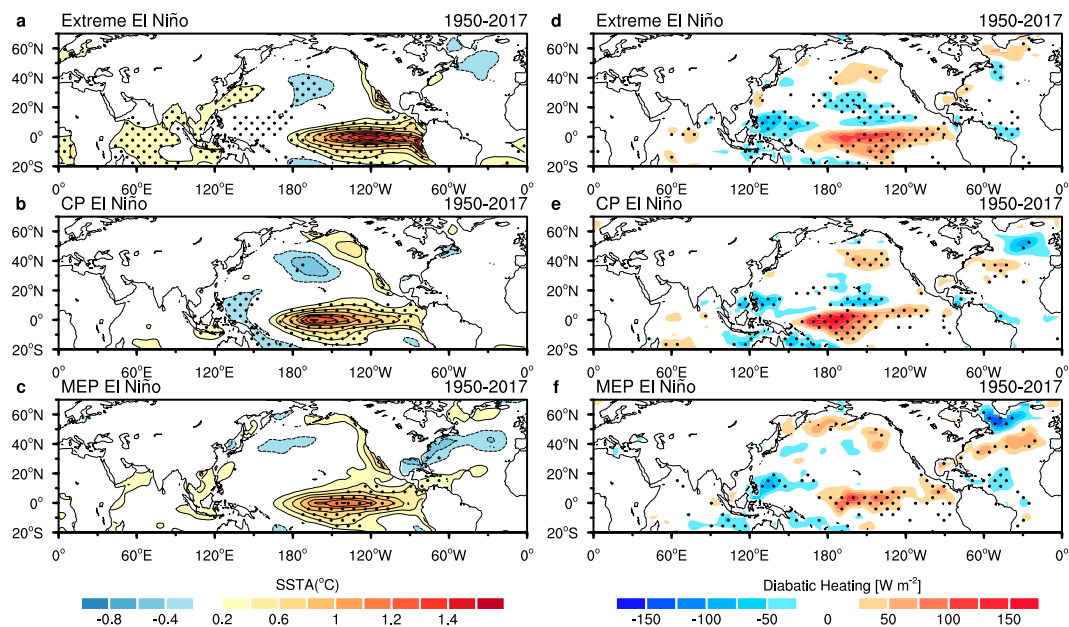 a Extreme El Niño 1950-2017
60°N
40°N
20°N
0°
20°S
0° 60°E 120°E 180° 120°W 60°W 0°
d Extreme El Niño 1950-2017
60°N
40°N
20°N
0°
20°S
0° 60°E 120°E 180° 120°W 60°W 0°
b CP El Niño 1950-2017
60°N
40°N
20°N
0°
20°S
0° 60°E 120°E 180° 120°W 60°W 0°
e CP El Niño 1950-2017
60°N
40°N
20°N
0°
20°S
0° 60°E 120°E 180° 120°W 60°W 0°
c MEP El Niño 1950-2017
60°N
40°N
20°N
0°
20°S
0° 60°E 120°E 180° 120°W 60°W 0°
f MEP El Niño 1950-2017
60°N
40°N
20°N
0°
20°S
0° 60°E 120°E 180° 120°W 60°W 0°
SSTA(°C)
-0.8 -0.4 0.2 0.6 1 1.2 1.4
Diabatic Heating [W m⁻²]
-150 -100 -50 0 50 100 150